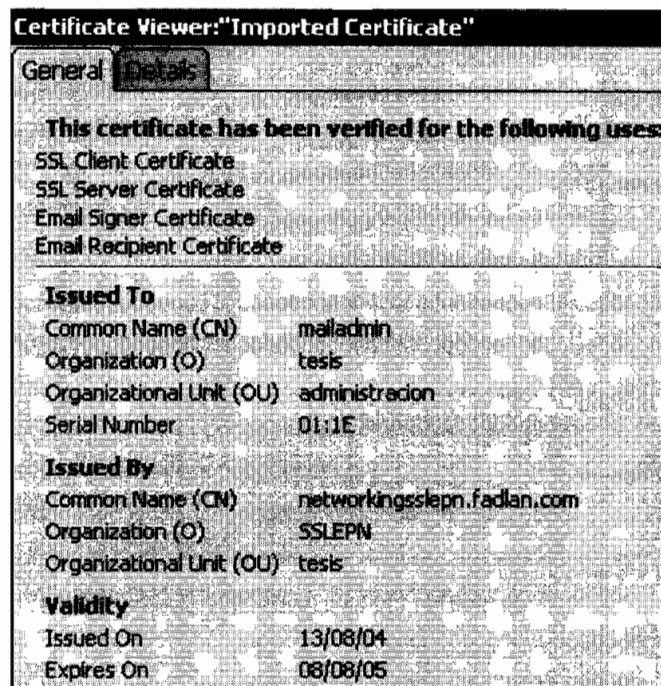 Certificate Viewer:"Imported Certificate"
General Details
This certificate has been verified for the following uses:
SSL Client Certificate
SSL Server Certificate
Email Signer Certificate
Email Recipient Certificate
Issued To
Common Name (CN) mailadmin
Organization (O) tesis
Organizational Unit (OU) administracion
Serial Number 01:1E
Issued By
Common Name (CN) networkingsslepn.fadlan.com
Organization (O) SSLEPN
Organizational Unit (OU) tesis
Validity
Issued On 13/08/04
Expires On 08/08/05